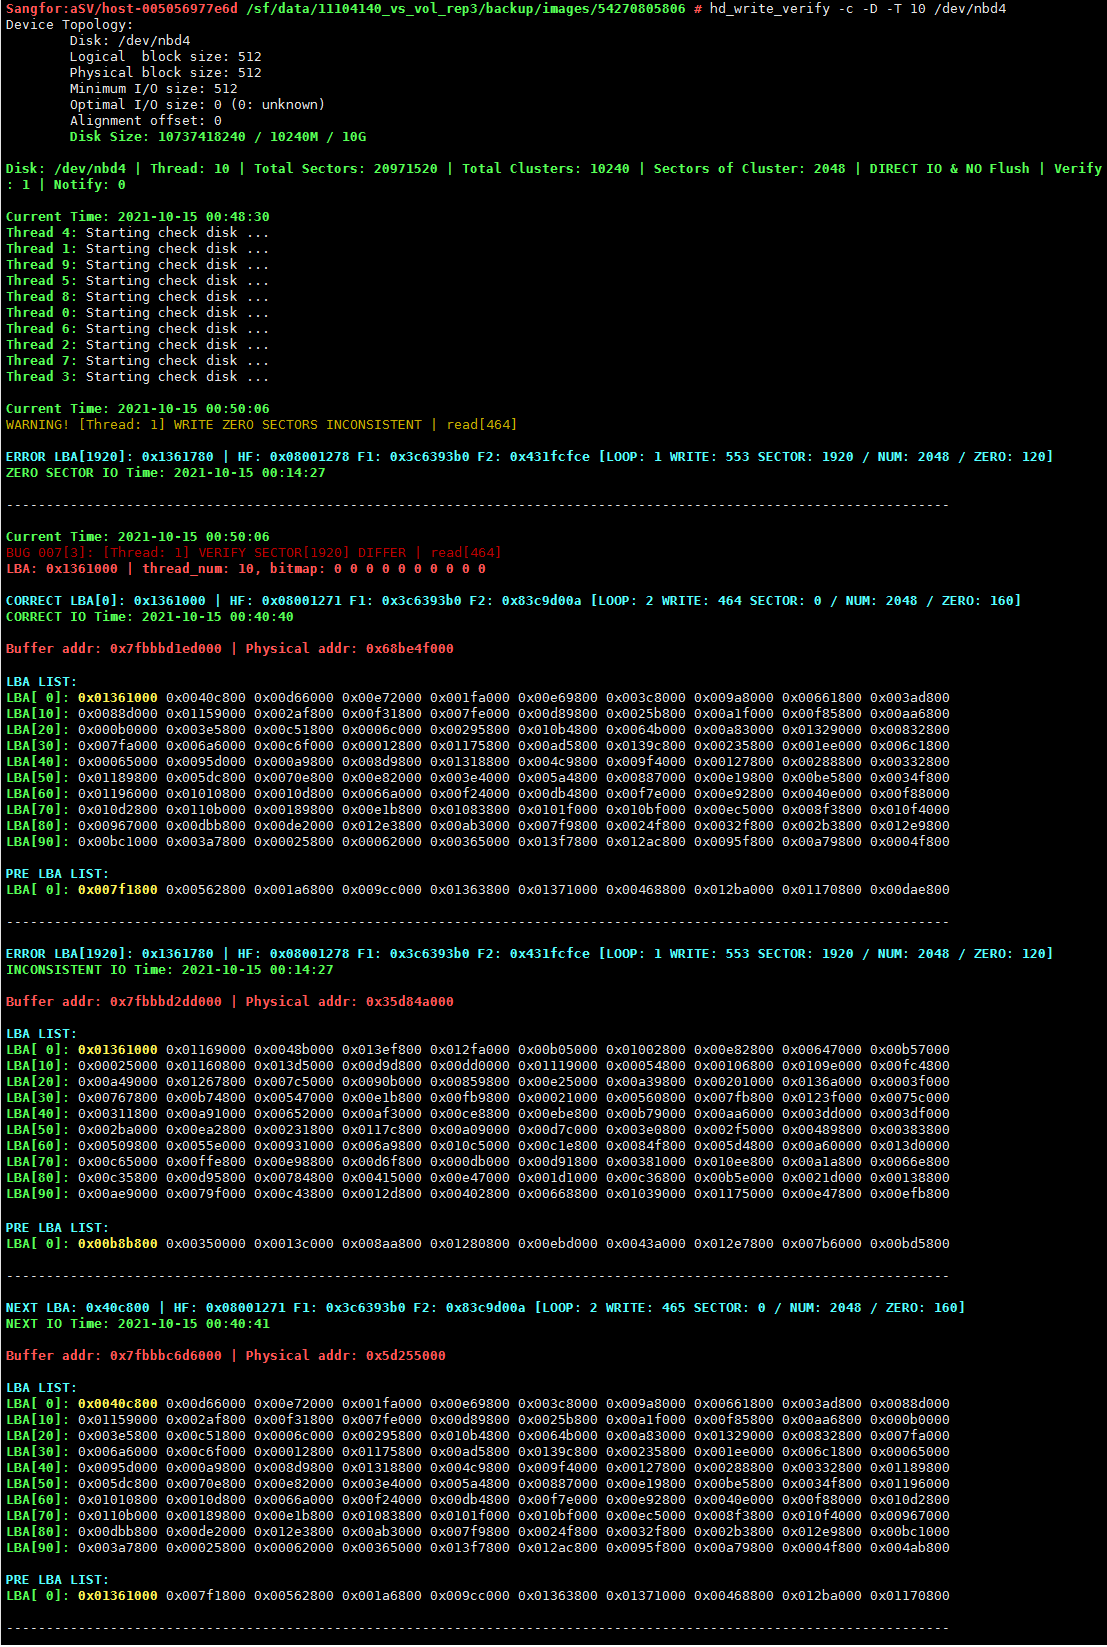 Sangfor:aSV/host-005056977e6d /sf/data/11104140_vs_vol_rep3/backup/images/54270805806 # hd_write_verify -c -D -T 10 /dev/nbd4
Device Topology:
Disk: /dev/nbd4
Logical  block size: 512
Physical block size: 512
Minimum I/O size: 512
Optimal I/O size: 0 (0: unknown)
Alignment offset: 0
Disk Size: 10737418240 / 10240M / 10G
Disk: /dev/nbd4 | Thread: 10 | Total Sectors: 20971520 | Total Clusters: 10240 | Sectors of Cluster: 2048 | DIRECT IO & NO Flush | Verify
: 1 | Notify: 0
Current Time: 2021-10-15 00:48:30
Thread 4: Starting check disk ...
Thread 1: Starting check disk ...
Thread 9: Starting check disk ...
Thread 5: Starting check disk ...
Thread 8: Starting check disk ...
Thread 0: Starting check disk ...
Thread 6: Starting check disk ...
Thread 2: Starting check disk ...
Thread 7: Starting check disk ...
Thread 3: Starting check disk ...
Current Time: 2021-10-15 00:50:06
WARNING! [Thread: 1] WRITE ZERO SECTORS INCONSISTENT | read[464]
ERROR LBA[1920]: 0x1361780 | HF: 0x08001278 F1: 0x3c6393b0 F2: 0x431fcfce [LOOP: 1 WRITE: 553 SECTOR: 1920 / NUM: 2048 / ZERO: 120]
ZERO SECTOR IO Time: 2021-10-15 00:14:27
----------------------------------------------------------------------------------------------------------------------
Current Time: 2021-10-15 00:50:06
BUG 007[3]: [Thread: 1] VERIFY SECTOR[1920] DIFFER | read[464]
LBA: 0x1361000 | thread_num: 10, bitmap: 0 0 0 0 0 0 0 0 0 0
CORRECT LBA[0]: 0x1361000 | HF: 0x08001271 F1: 0x3c6393b0 F2: 0x83c9d00a [LOOP: 2 WRITE: 464 SECTOR: 0 / NUM: 2048 / ZERO: 160]
CORRECT IO Time: 2021-10-15 00:40:40
Buffer addr: 0x7fbbbd1ed000 | Physical addr: 0x68be4f000
LBA LIST:
LBA[ 0]: 0x01361000 0x0040c800 0x00d66000 0x00e72000 0x001fa000 0x00e69800 0x003c8000 0x009a8000 0x00661800 0x003ad800
LBA[10]: 0x0088d000 0x01159000 0x002af800 0x00f31800 0x007fe000 0x00d89800 0x0025b800 0x00a1f000 0x00f85800 0x00aa6800
LBA[20]: 0x000b0000 0x003e5800 0x00c51800 0x0006c000 0x00295800 0x010b4800 0x0064b000 0x00a83000 0x01329000 0x00832800
LBA[30]: 0x007fa000 0x006a6000 0x00c6f000 0x00012800 0x01175800 0x00ad5800 0x0139c800 0x00235800 0x001ee000 0x006c1800
LBA[40]: 0x00065000 0x0095d000 0x000a9800 0x008d9800 0x01318800 0x004c9800 0x009f4000 0x00127800 0x00288800 0x00332800
LBA[50]: 0x01189800 0x005dc800 0x0070e800 0x00e82000 0x003e4000 0x005a4800 0x00887000 0x00e19800 0x00be5800 0x0034f800
LBA[60]: 0x01196000 0x01010800 0x0010d800 0x0066a000 0x00f24000 0x00db4800 0x00f7e000 0x00e92800 0x0040e000 0x00f88000
LBA[70]: 0x010d2800 0x0110b000 0x00189800 0x00e1b800 0x01083800 0x0101f000 0x010bf000 0x00ec5000 0x008f3800 0x010f4000
LBA[80]: 0x00967000 0x00dbb800 0x00de2000 0x012e3800 0x00ab3000 0x007f9800 0x0024f800 0x0032f800 0x002b3800 0x012e9800
LBA[90]: 0x00bc1000 0x003a7800 0x00025800 0x00062000 0x00365000 0x013f7800 0x012ac800 0x0095f800 0x00a79800 0x0004f800
PRE LBA LIST:
LBA[ 0]: 0x007f1800 0x00562800 0x001a6800 0x009cc000 0x01363800 0x01371000 0x00468800 0x012ba000 0x01170800 0x00dae800
----------------------------------------------------------------------------------------------------------------------
ERROR LBA[1920]: 0x1361780 | HF: 0x08001278 F1: 0x3c6393b0 F2: 0x431fcfce [LOOP: 1 WRITE: 553 SECTOR: 1920 / NUM: 2048 / ZERO: 120]
INCONSISTENT IO Time: 2021-10-15 00:14:27
Buffer addr: 0x7fbbbd2dd000 | Physical addr: 0x35d84a000
LBA LIST:
LBA[ 0]: 0x01361000 0x01169000 0x0048b000 0x013ef800 0x012fa000 0x00b05000 0x01002800 0x00e82800 0x00647000 0x00b57000
LBA[10]: 0x00025000 0x01160800 0x013d5000 0x00d9d800 0x00dd0000 0x01119000 0x00054800 0x00106800 0x0109e000 0x00fc4800
LBA[20]: 0x00a49000 0x01267800 0x007c5000 0x0090b000 0x00859800 0x00e25000 0x00a39800 0x00201000 0x0136a000 0x0003f000
LBA[30]: 0x00767800 0x00b74800 0x00547000 0x00e1b800 0x00fb9800 0x00021000 0x00560800 0x007fb800 0x0123f000 0x0075c000
LBA[40]: 0x00311800 0x00a91000 0x00652000 0x00af3000 0x00ce8800 0x00ebe800 0x00b79000 0x00aa6000 0x003dd000 0x003df000
LBA[50]: 0x002ba000 0x00ea2800 0x00231800 0x0117c800 0x00a09000 0x00d7c000 0x003e0800 0x002f5000 0x00489800 0x00383800
LBA[60]: 0x00509800 0x0055e000 0x00931000 0x006a9800 0x010c5000 0x00c1e800 0x0084f800 0x005d4800 0x00a60000 0x013d0000
LBA[70]: 0x00c65000 0x00ffe800 0x00e98800 0x00d6f800 0x000db000 0x00d91800 0x00381000 0x010ee800 0x00a1a800 0x0066e800
LBA[80]: 0x00c35800 0x00d95800 0x00784800 0x00415000 0x00e47000 0x001d1000 0x00c36800 0x00b5e000 0x0021d000 0x00138800
LBA[90]: 0x00ae9000 0x0079f000 0x00c43800 0x0012d800 0x00402800 0x00668800 0x01039000 0x01175000 0x00e47800 0x00efb800
PRE LBA LIST:
LBA[ 0]: 0x00b8b800 0x00350000 0x0013c000 0x008aa800 0x01280800 0x00ebd000 0x0043a000 0x012e7800 0x007b6000 0x00bd5800
----------------------------------------------------------------------------------------------------------------------
NEXT LBA: 0x40c800 | HF: 0x08001271 F1: 0x3c6393b0 F2: 0x83c9d00a [LOOP: 2 WRITE: 465 SECTOR: 0 / NUM: 2048 / ZERO: 160]
NEXT IO Time: 2021-10-15 00:40:41
Buffer addr: 0x7fbbbc6d6000 | Physical addr: 0x5d255000
LBA LIST:
LBA[ 0]: 0x0040c800 0x00d66000 0x00e72000 0x001fa000 0x00e69800 0x003c8000 0x009a8000 0x00661800 0x003ad800 0x0088d000
LBA[10]: 0x01159000 0x002af800 0x00f31800 0x007fe000 0x00d89800 0x0025b800 0x00a1f000 0x00f85800 0x00aa6800 0x000b0000
LBA[20]: 0x003e5800 0x00c51800 0x0006c000 0x00295800 0x010b4800 0x0064b000 0x00a83000 0x01329000 0x00832800 0x007fa000
LBA[30]: 0x006a6000 0x00c6f000 0x00012800 0x01175800 0x00ad5800 0x0139c800 0x00235800 0x001ee000 0x006c1800 0x00065000
LBA[40]: 0x0095d000 0x000a9800 0x008d9800 0x01318800 0x004c9800 0x009f4000 0x00127800 0x00288800 0x00332800 0x01189800
LBA[50]: 0x005dc800 0x0070e800 0x00e82000 0x003e4000 0x005a4800 0x00887000 0x00e19800 0x00be5800 0x0034f800 0x01196000
LBA[60]: 0x01010800 0x0010d800 0x0066a000 0x00f24000 0x00db4800 0x00f7e000 0x00e92800 0x0040e000 0x00f88000 0x010d2800
LBA[70]: 0x0110b000 0x00189800 0x00e1b800 0x01083800 0x0101f000 0x010bf000 0x00ec5000 0x008f3800 0x010f4000 0x00967000
LBA[80]: 0x00dbb800 0x00de2000 0x012e3800 0x00ab3000 0x007f9800 0x0024f800 0x0032f800 0x002b3800 0x012e9800 0x00bc1000
LBA[90]: 0x003a7800 0x00025800 0x00062000 0x00365000 0x013f7800 0x012ac800 0x0095f800 0x00a79800 0x0004f800 0x004ab800
PRE LBA LIST:
LBA[ 0]: 0x01361000 0x007f1800 0x00562800 0x001a6800 0x009cc000 0x01363800 0x01371000 0x00468800 0x012ba000 0x01170800
----------------------------------------------------------------------------------------------------------------------